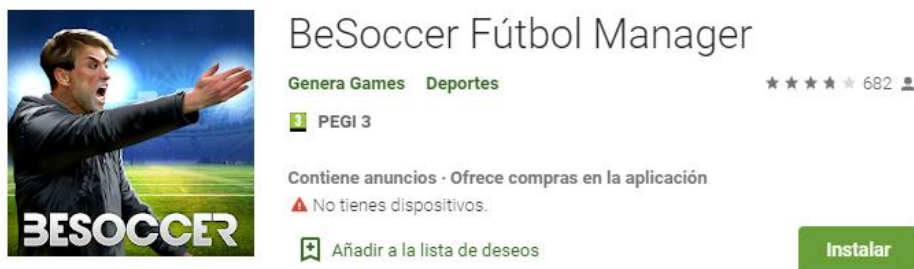 BeSoccer Fútbol Manager
Genera Games Deportes
682
3 PEGI 3
Contiene anuncios · Ofrece compras en la aplicación
No tienes dispositivos.
Añadir a la lista de deseos
Instalar
BESOCCER